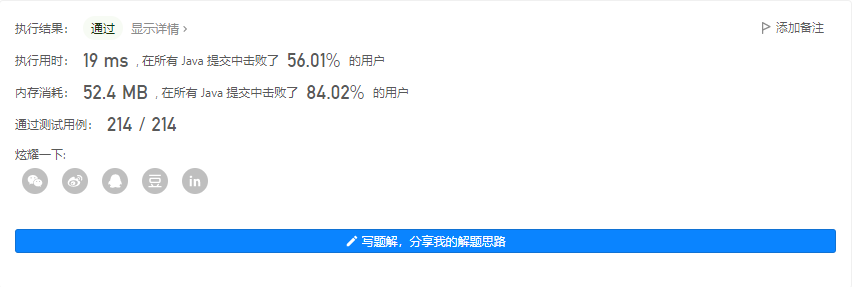 执行结果： 通过 显示详情 › 添加备注
执行用时： 19 ms , 在所有 Java 提交中击败了 56.01% 的用户
内存消耗： 52.4 MB , 在所有 Java 提交中击败了 84.02% 的用户
通过测试用例： 214 / 214
炫耀一下:
豆 in
写题解，分享我的解题思路